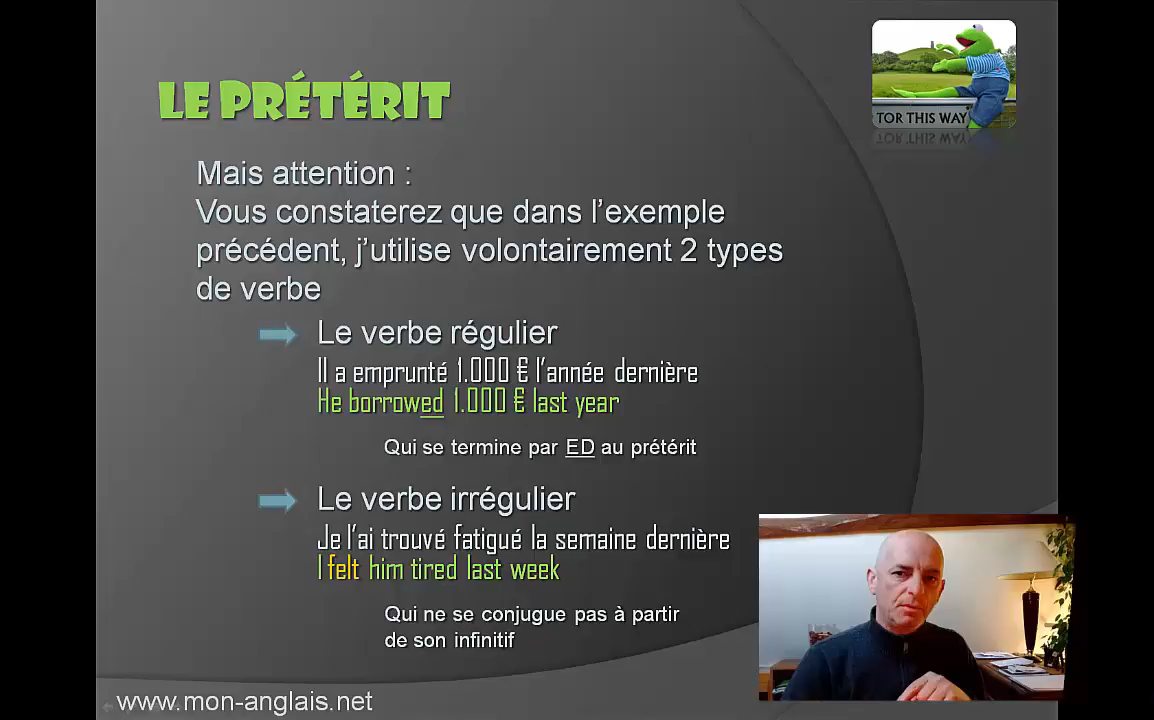 TOR THIS WAY
LE PRÉTÉRIT
Mais attention :
Vous constaterez que dans l’exemple
précédent, j’utilise volontairement 2 types
de verbe
Le verbe régulier
Il a emprunté 1.000 € l’année dernière
He borrowed 1.000 € last year
Qui se termine par ED au prétérit
Le verbe irrégulier
Je l’ai trouvé fatigué la semaine dernière
I felt him tired last week
Qui ne se conjugue pas à partir
de son infinitif
www.mon-anglais.net